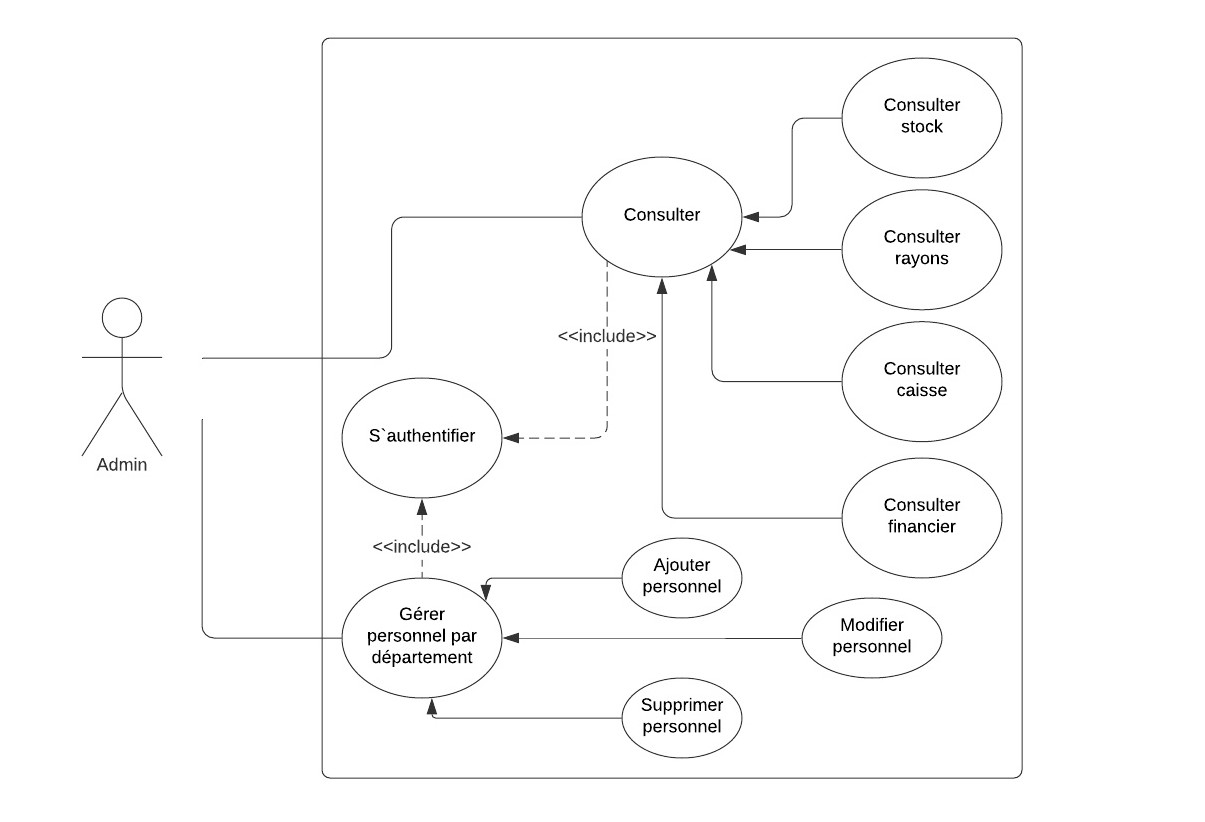 Consulter
stock
Consulter
Consulter
rayons
<<include>>
Consulter
caisse
S`authentifier
Admin
Consulter
financier
<<include>>
Ajouter
personnel
Gérer
personnel par
département
Modifier
personnel
Supprimer
personnel